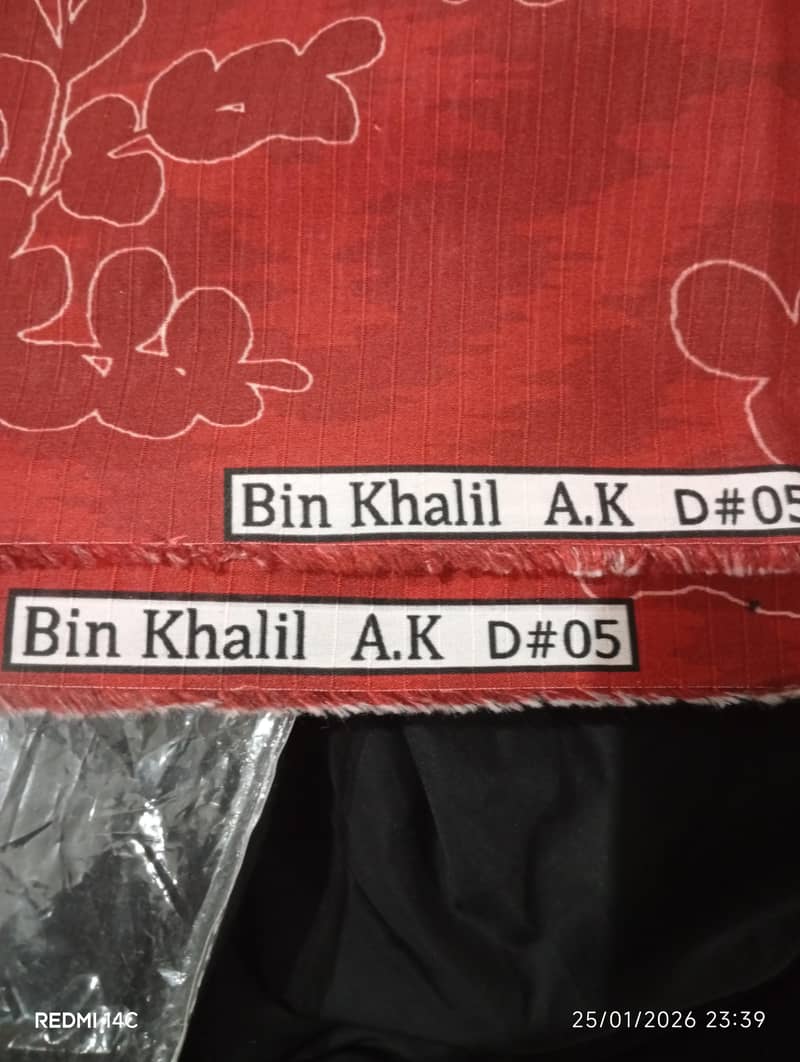 Bin Khalil A.K D#05
Bin Khalil A.K D#05
REDMI 14C
25/01/2026 23:39